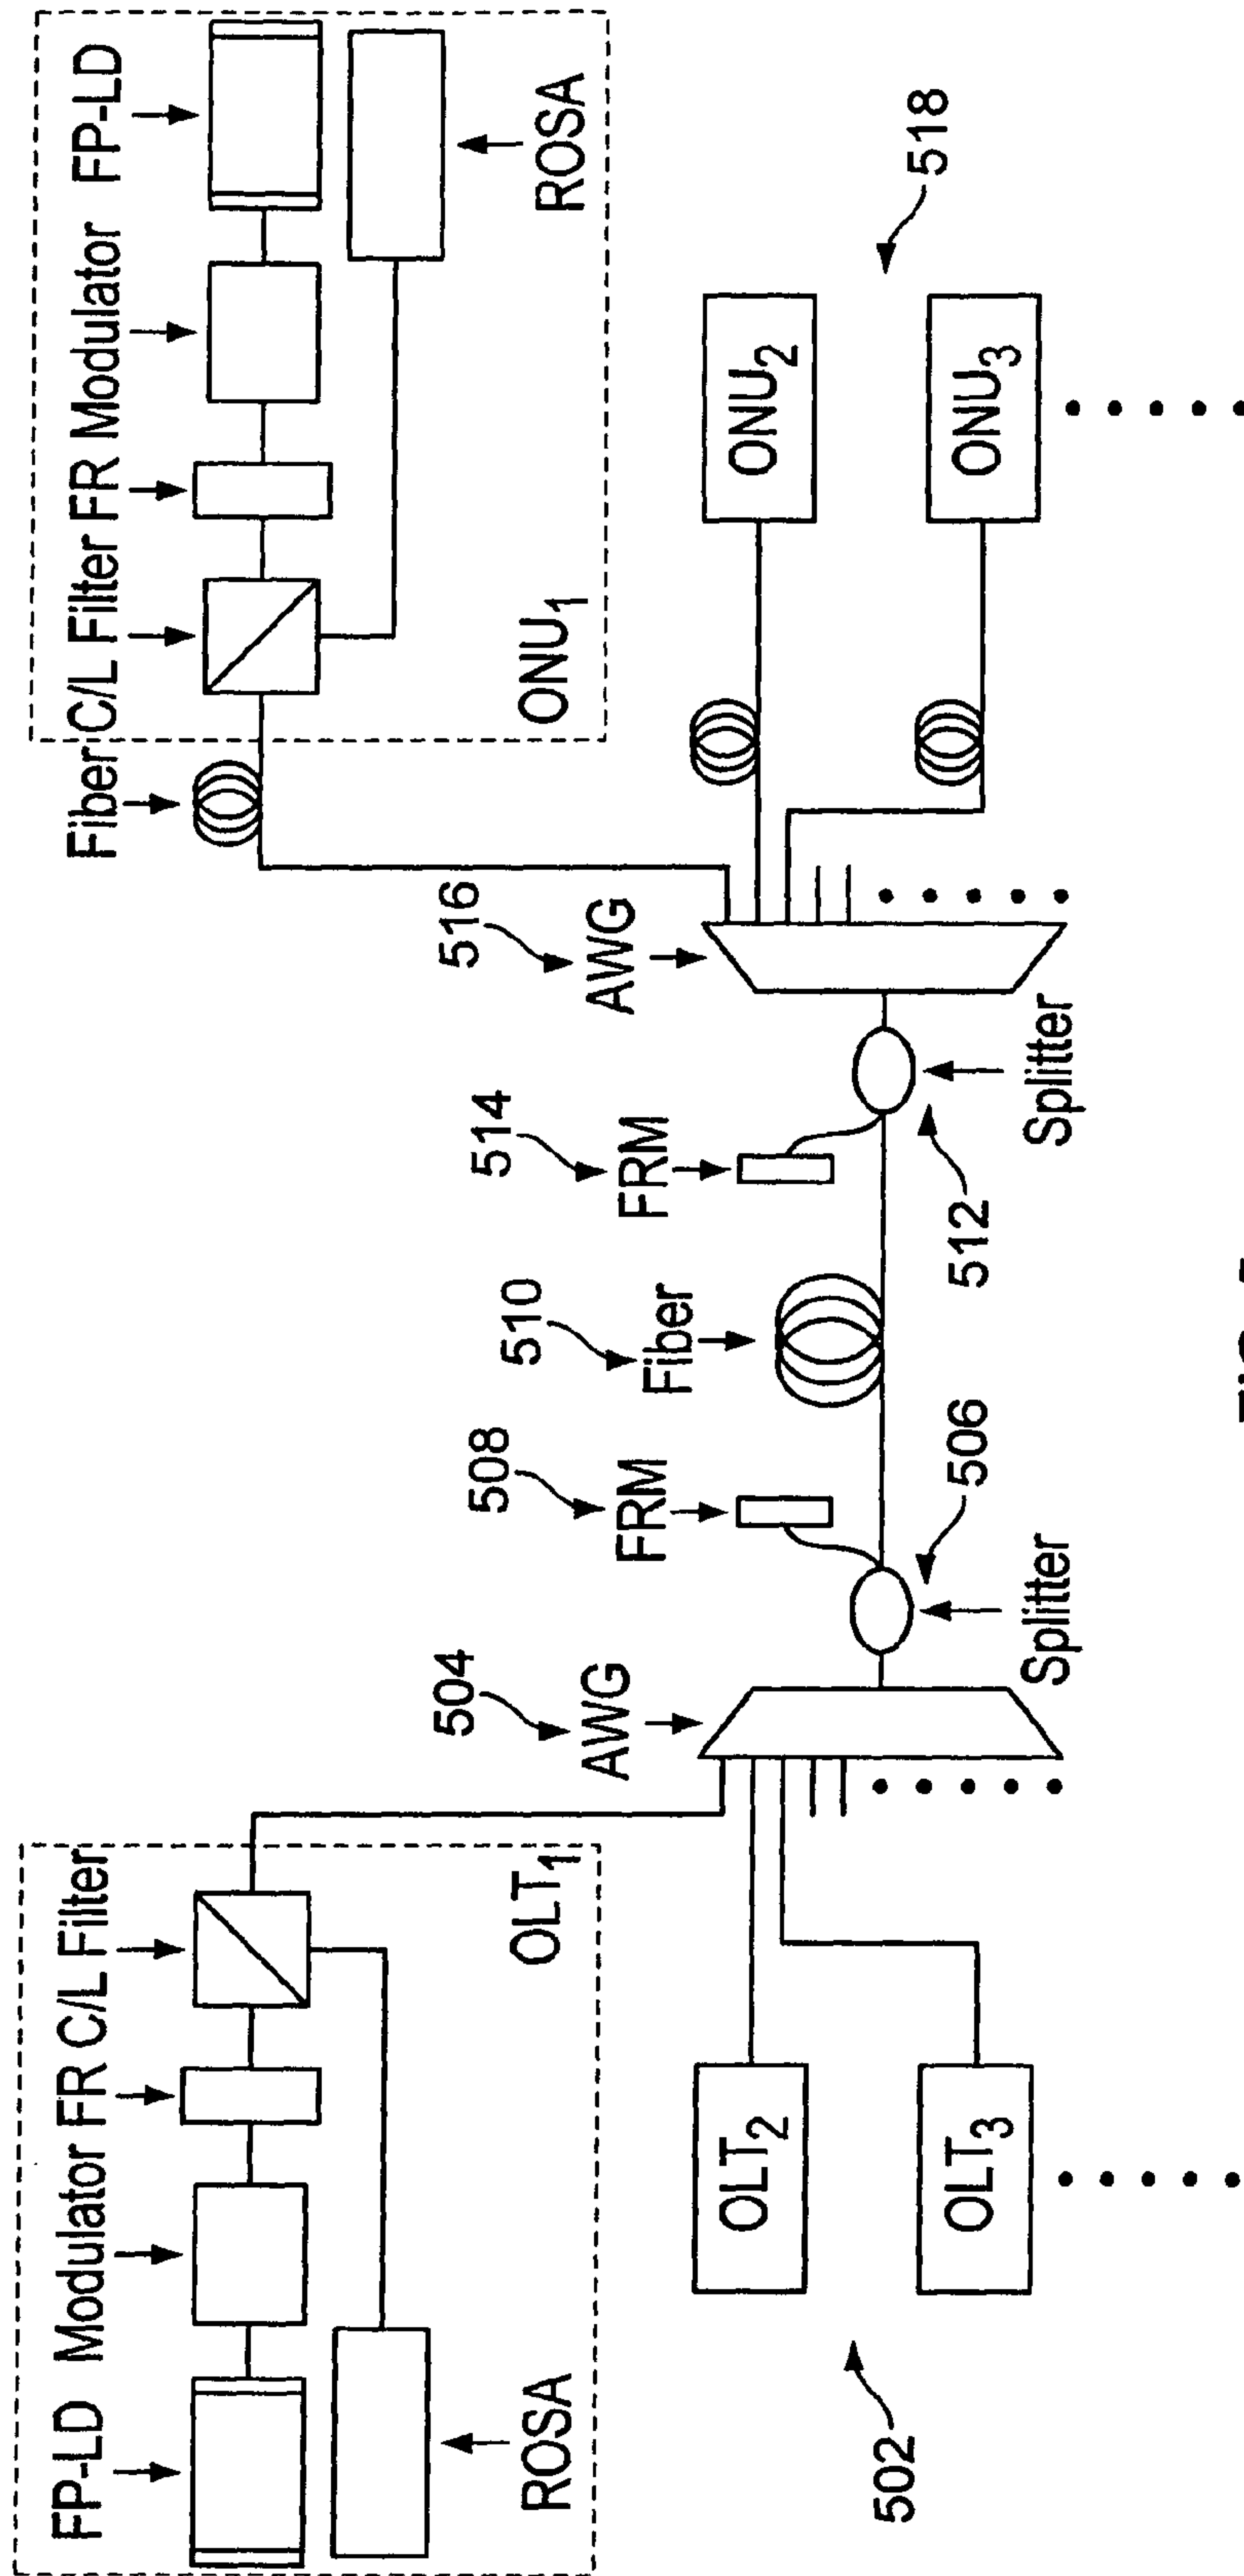 FP-LD Modulator FR C/L Filter
ROSA
OLT1
OLT2
OLT3
502
504
AWG
Splitter
506
508
FRM
510
Fiber
514
FRM
512
Splitter
516
AWG
Fiber C/L Filter FR Modulator FP-LD
ROSA
ONU1
ONU2
ONU3
518